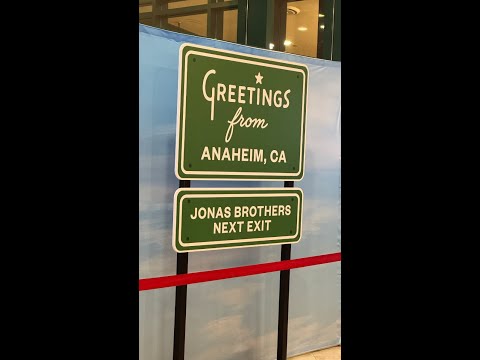 GREETINGS
from
ANAHEIM, CA
JONAS BROTHERS
NEXT EXIT